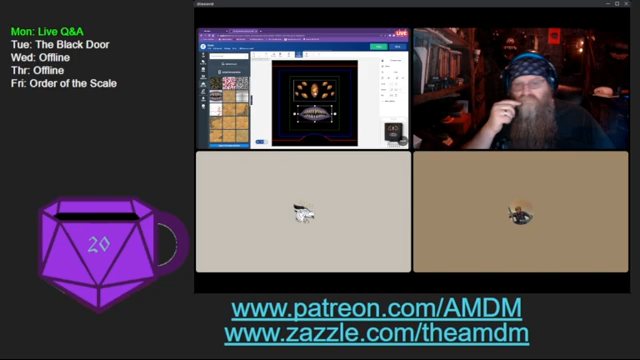 Mon: Live Q&A
Tue: The Black Door
Wed: Offline
Thr: Offline
Fri: Order of the Scale
20
www.patreon.com/AMDM
www.zazzle.com/theamdm